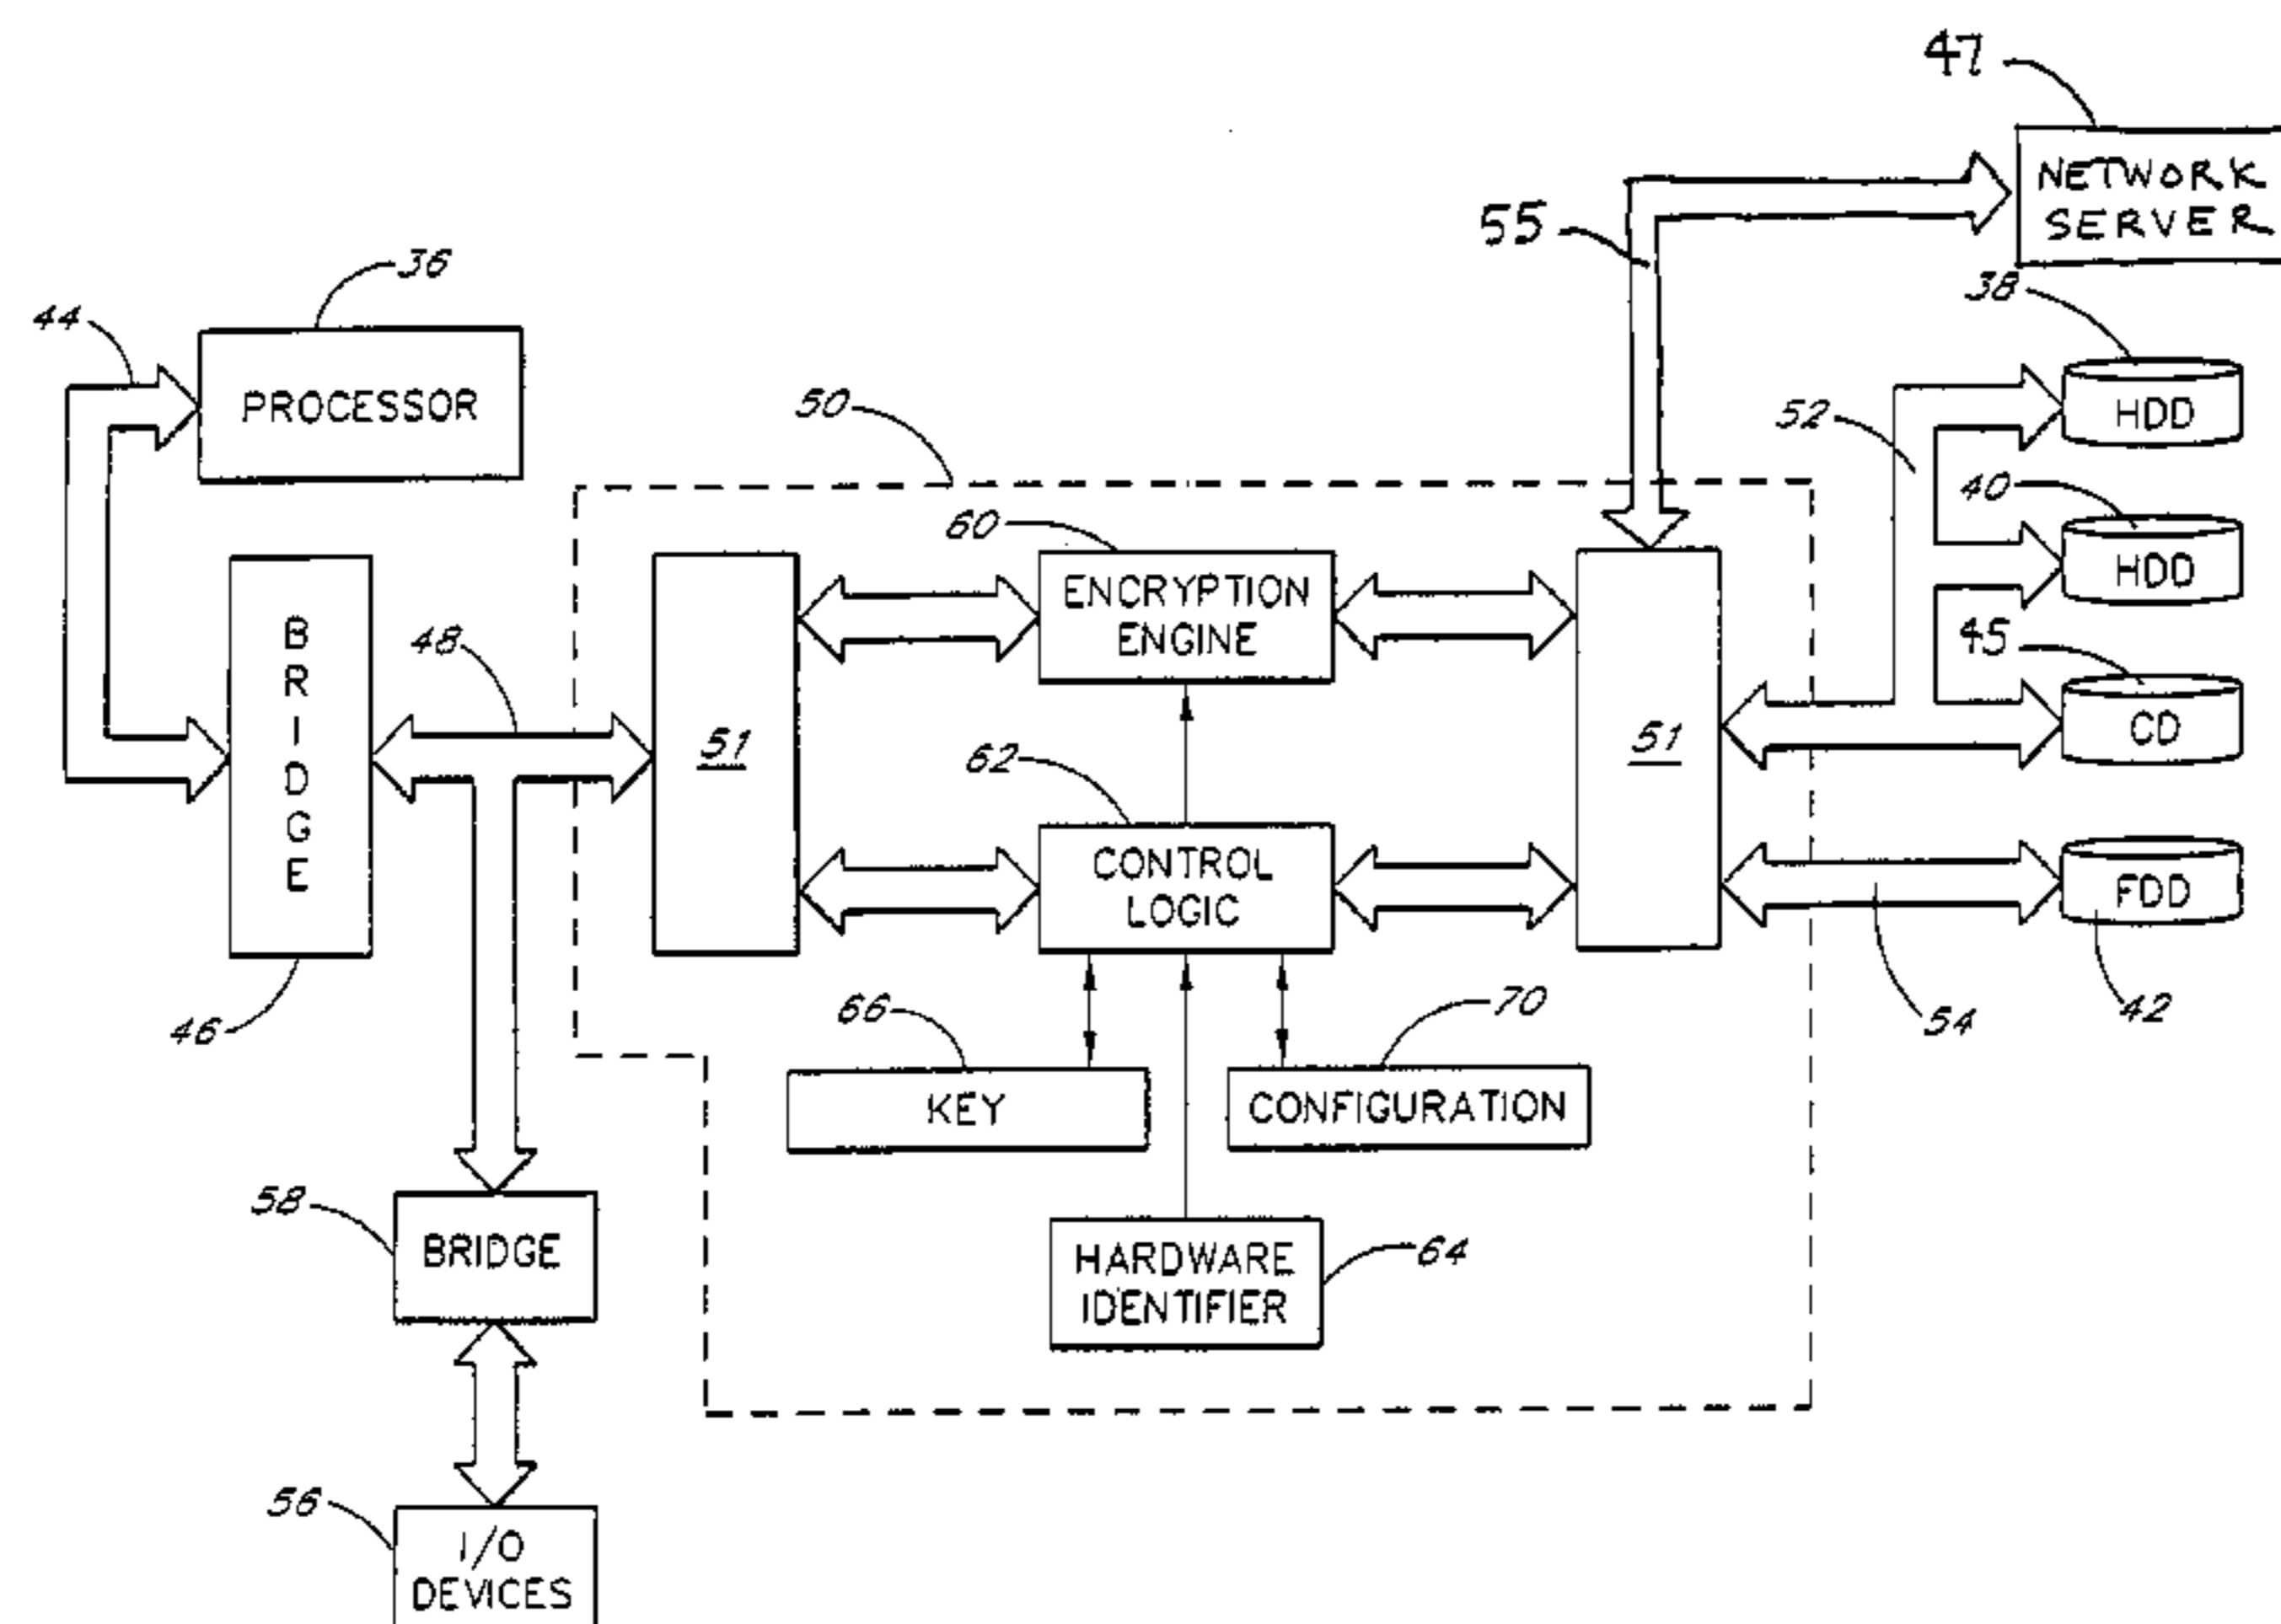 47
NETWORK
SERVER
55
36
44
PROCESSOR
38
HDD
50
52
40
HDD
60
ENCRYPTION
ENGINE
45
CD
BRIDGE
48
51
51
62
CONTROL
LOGIC
FDD
46
66
70
54
42
KEY
CONFIGURATION
58
BRIDGE
HARDWARE
IDENTIFIER
64
56
I/O
DEVICES